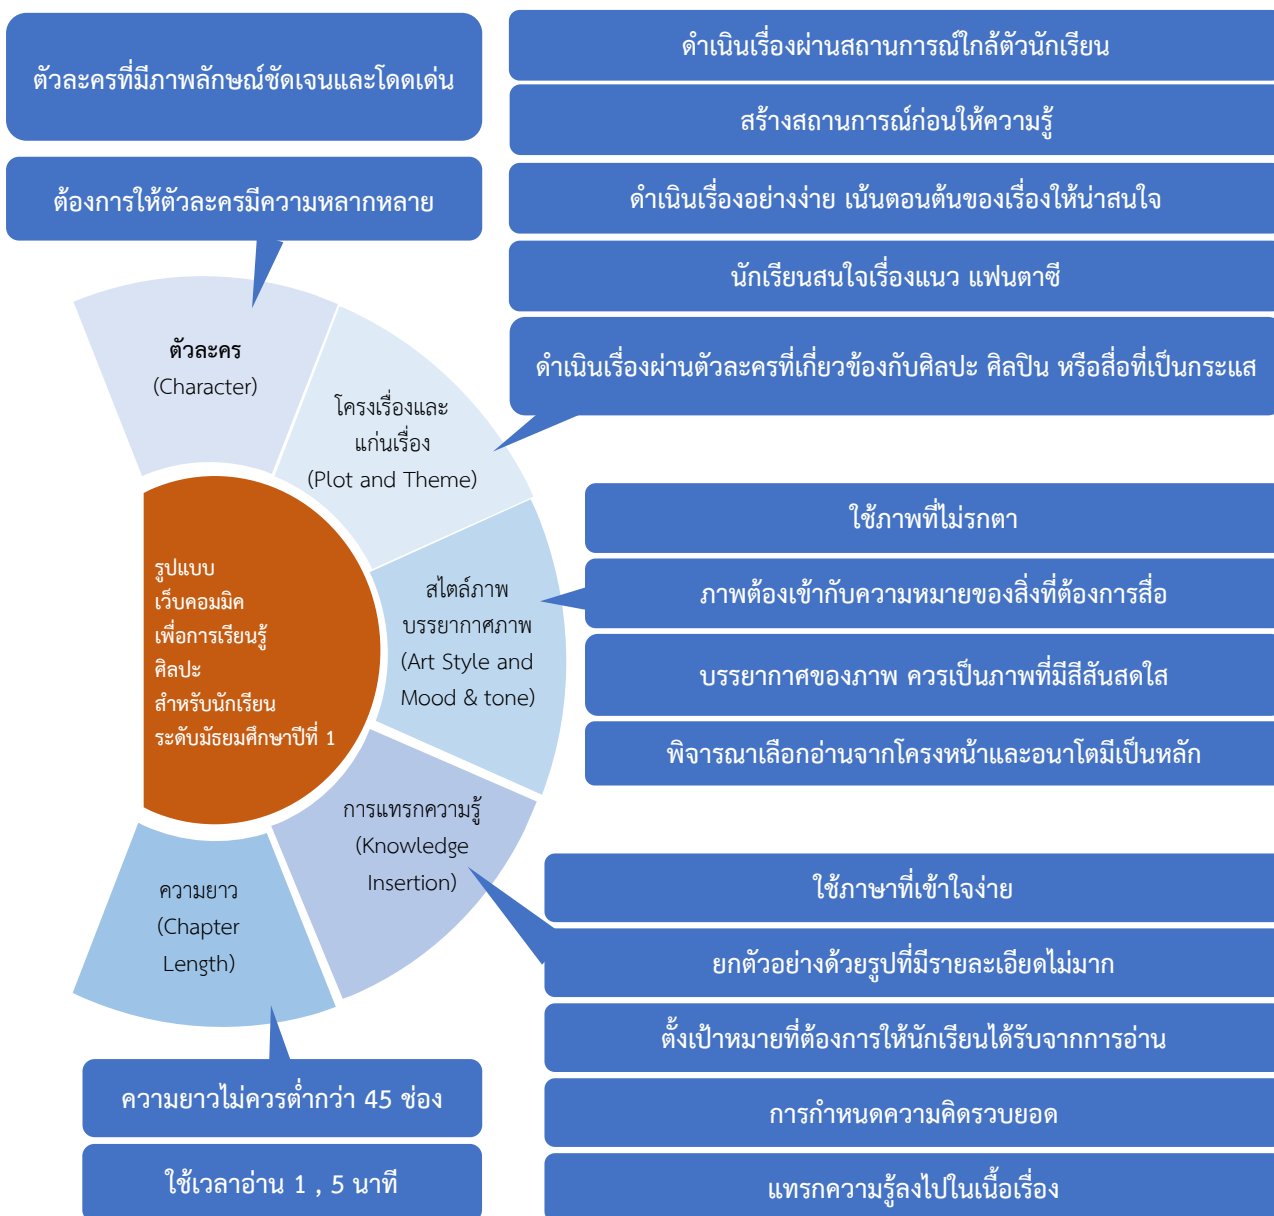 ตัวละครที่มีภาพลักษณ์ชัดเจนและโดดเด่น
ต้องการให้ตัวละครมีความหลากหลาย
ตัวละคร
(Character)
ดำเนินเรื่องผ่านสถานการณ์ใกล้ตัวนักเรียน
สร้างสถานการณ์ก่อนให้ความรู้
ดำเนินเรื่องอย่างง่าย เน้นตอนต้นของเรื่องให้น่าสนใจ
นักเรียนสนใจเรื่องแนว แฟนตาซี
ดำเนินเรื่องผ่านตัวละครที่เกี่ยวข้องกับศิลปะ ศิลปิน หรือสื่อที่เป็นกระแส
โครงเรื่องและ
แก่นเรื่อง
(Plot and Theme)
รูปแบบ
เว็บคอมมิค
เพื่อการเรียนรู้
ศิลปะ
สำหรับนักเรียน
ระดับมัธยมศึกษาปีที่ 1
สไตล์ภาพ
บรรยากาศภาพ
(Art Style and
Mood & tone)
ใช้ภาพที่ไม่รกตา
ภาพต้องเข้ากับความหมายของสิ่งที่ต้องการสื่อ
บรรยากาศของภาพ ควรเป็นภาพที่มีสีสันสดใส
พิจารณาเลือกอ่านจากโครงหน้าและอนาโตมีเป็นหลัก
การแทรกความรู้
(Knowledge
Insertion)
ใช้ภาษาที่เข้าใจง่าย
ยกตัวอย่างด้วยรูปที่มีรายละเอียดไม่มาก
ตั้งเป้าหมายที่ต้องการให้นักเรียนได้รับจากการอ่าน
การกำหนดความคิดรวบยอด
แทรกความรู้ลงไปในเนื้อเรื่อง
ความยาว
(Chapter
Length)
ความยาวไม่ควรต่ำกว่า 45 ช่อง
ใช้เวลาอ่าน 1 , 5 นาที